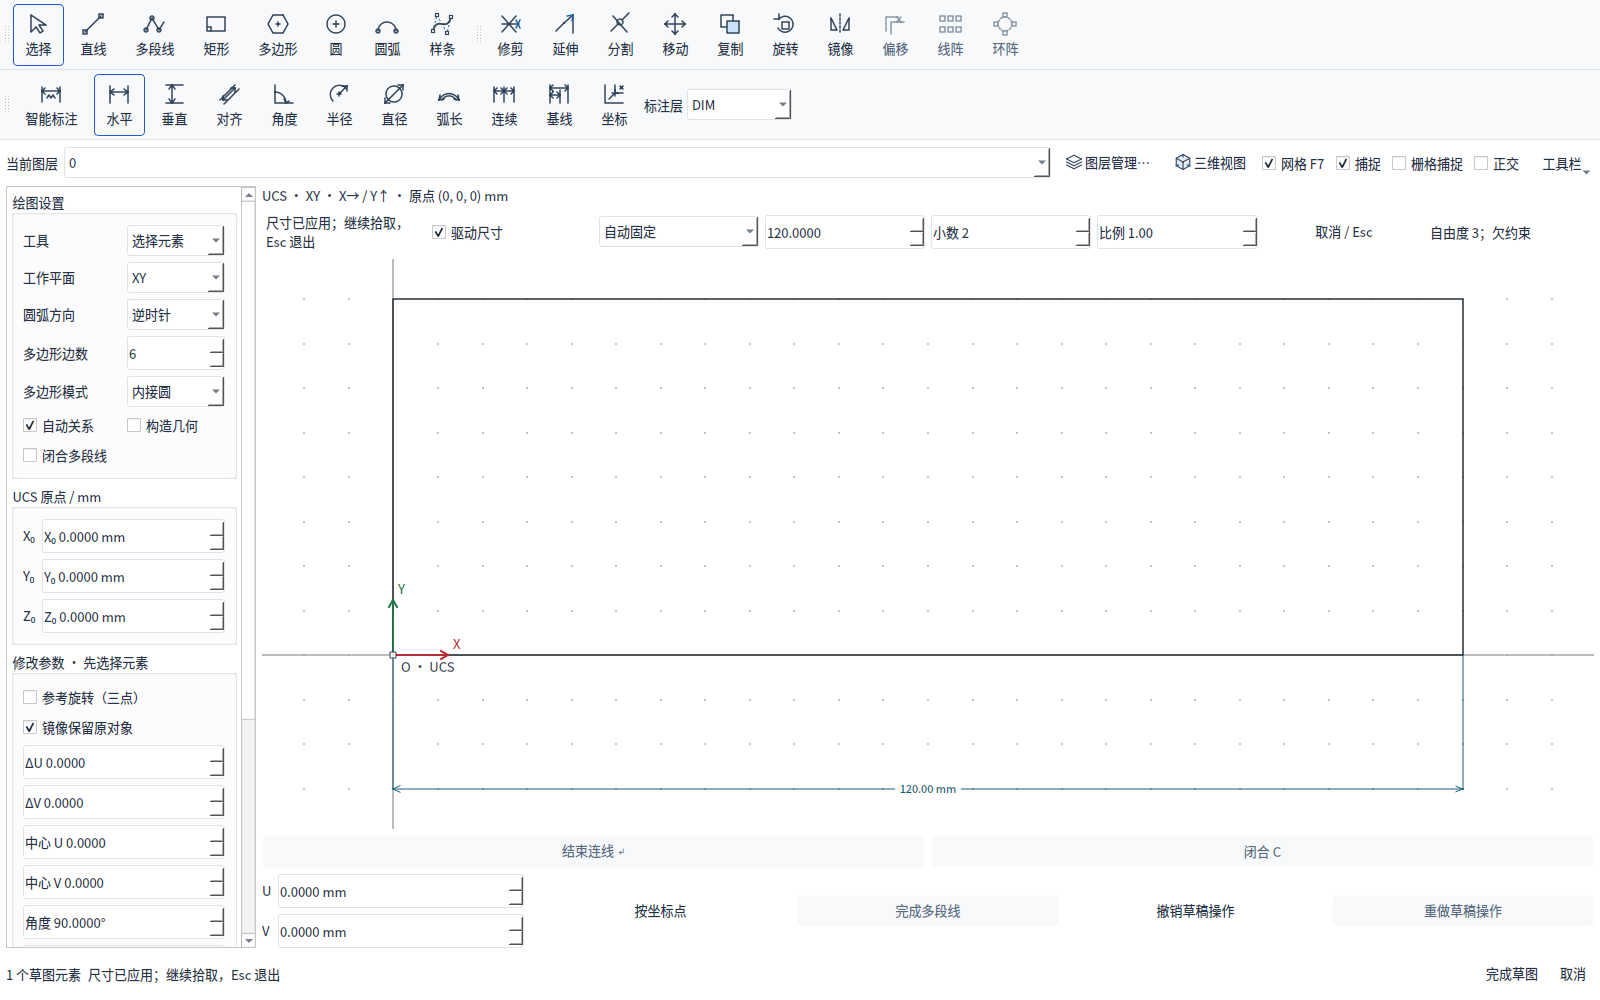 选择 直线 多段线 矩形 多边形 圆 圆弧 样条 修剪 延伸 分割 移动 复制 旋转 镜像 偏移 线阵 环阵
智能标注 水平 垂直 对齐 角度 半径 直径 弧长 连续 基线 坐标 标注层 DIM
当前图层 0 图层管理… 三维视图 网格 F7 捕捉 栅格捕捉 正交 工具栏
绘图设置
工具 选择元素
工作平面 XY
圆弧方向 逆时针
多边形边数 6
多边形模式 内接圆
自动关系 构造几何
闭合多段线
UCS 原点 / mm
X₀ X₀ 0.0000 mm
Y₀ Y₀ 0.0000 mm
Z₀ Z₀ 0.0000 mm
修改参数 · 先选择元素
参考旋转（三点）
镜像保留原对象
ΔU 0.0000
ΔV 0.0000
中心 U 0.0000
中心 V 0.0000
角度 90.0000°
UCS · XY · X→ / Y↑ · 原点 (0, 0, 0) mm
尺寸已应用；继续拾取，
Esc 退出
驱动尺寸 自动固定 120.0000 小数 2 比例 1.00 取消 / Esc 自由度 3；欠约束
Y
X
O · UCS
120.00 mm
结束连线 ↲ 闭合 C
U 0.0000 mm
V 0.0000 mm
按坐标点 完成多段线 撤销草稿操作 重做草稿操作
1 个草图元素 尺寸已应用；继续拾取，Esc 退出 完成草图 取消